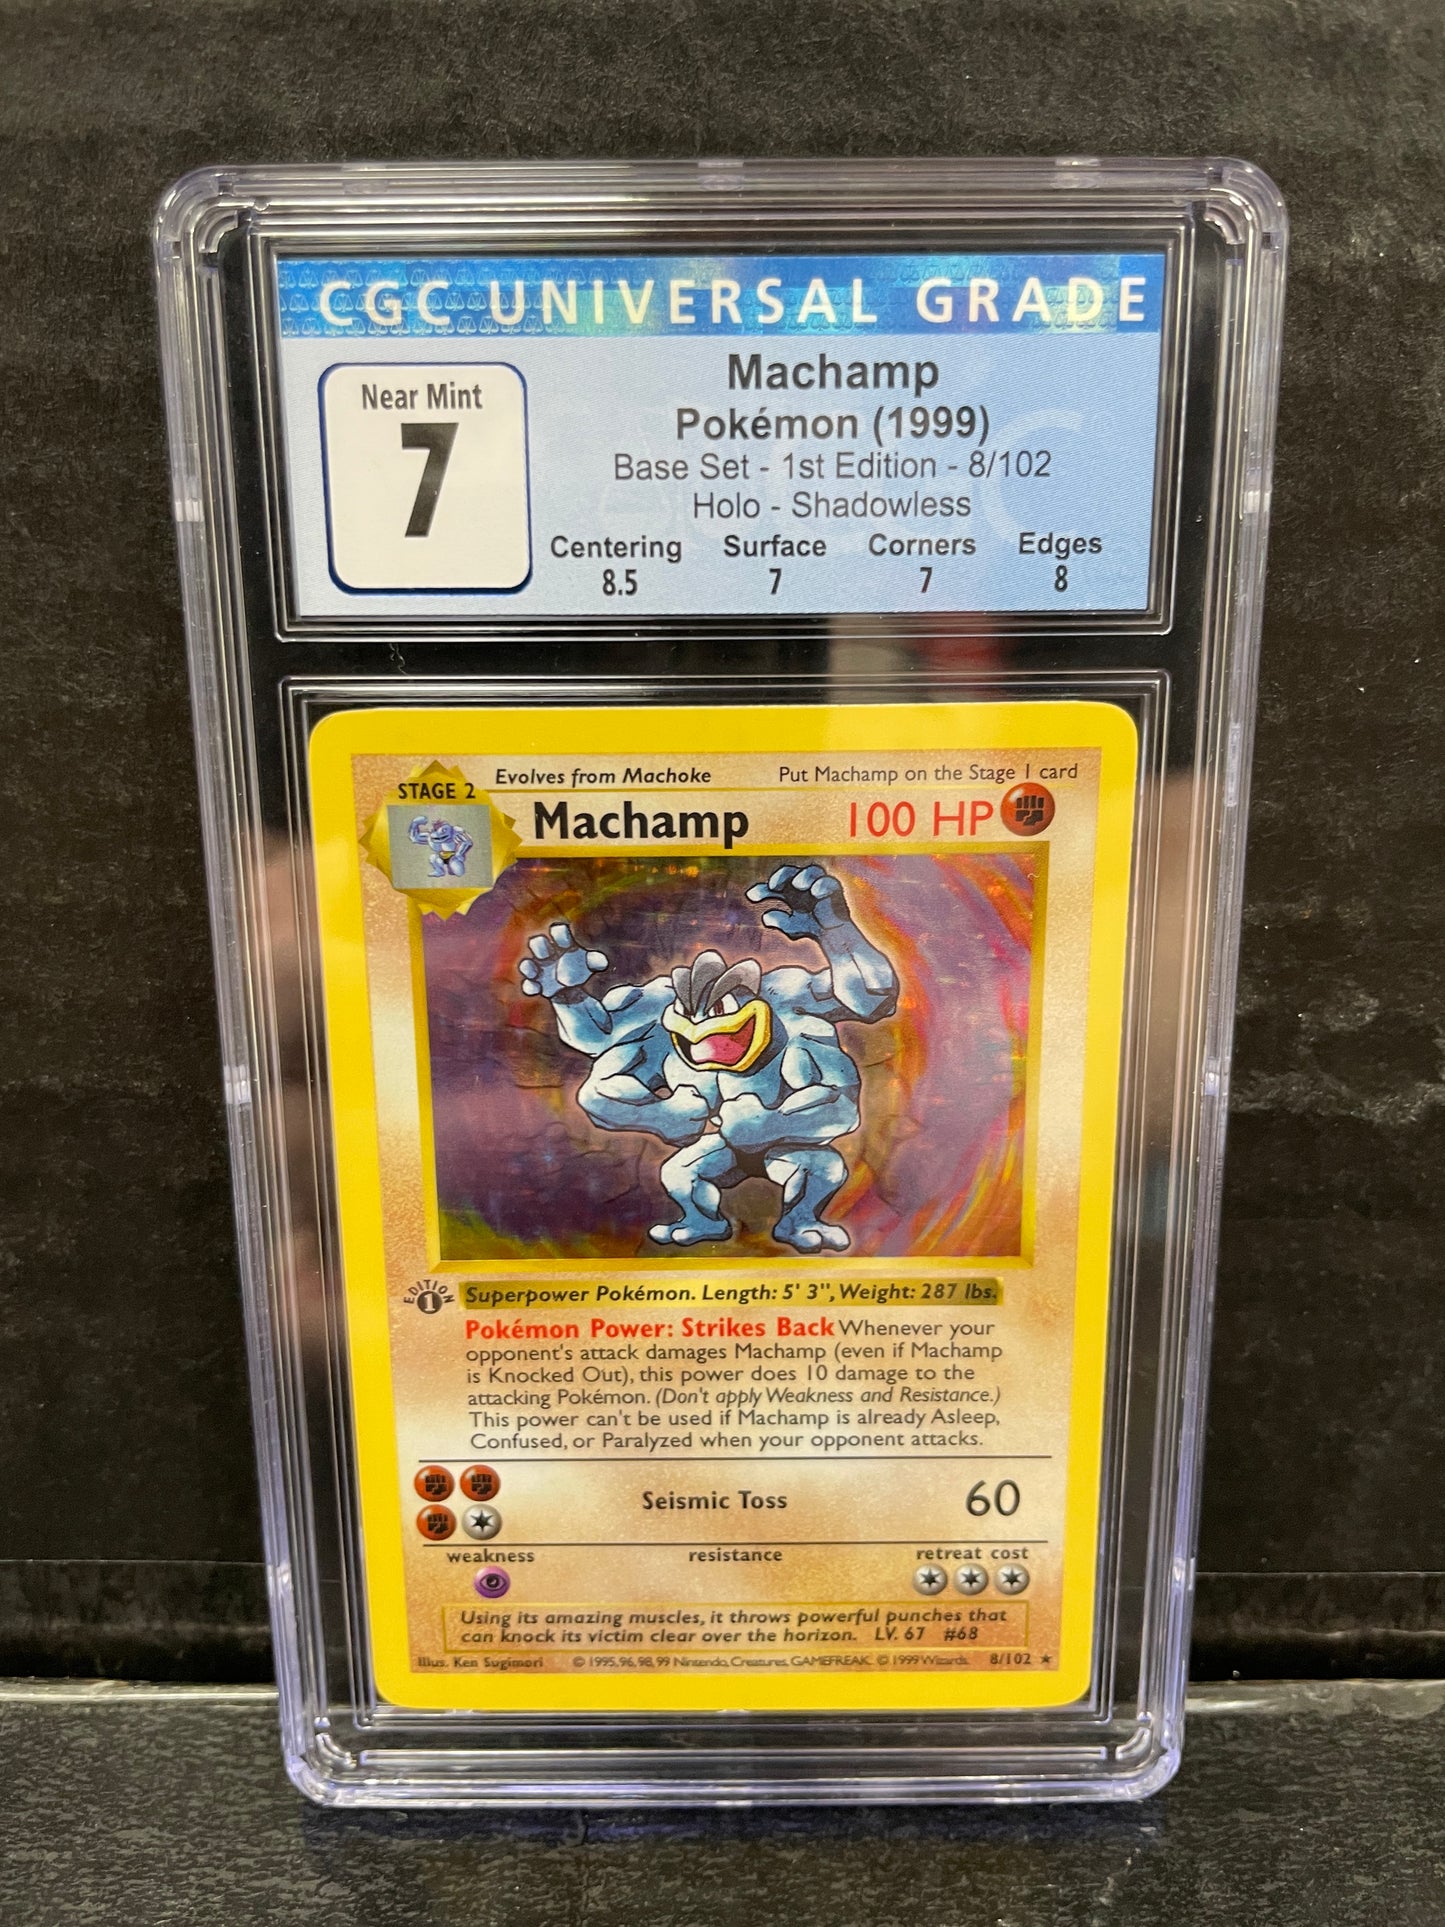 CGC UNIVERSAL GRADE
Near Mint
7
Machamp
Pokémon (1999)
Base Set - 1st Edition - 8/102
Holo - Shadowless
Centering Surface Corners Edges
8.5 7 7 8
Evolves from Machoke Put Machamp on the Stage 1 card
STAGE 2
Machamp 100 HP
EDITION
1
Superpower Pokémon. Length: 5' 3", Weight: 287 lbs.
Pokémon Power: Strikes Back Whenever your
opponent's attack damages Machamp (even if Machamp
is Knocked Out), this power does 10 damage to the
attacking Pokémon. (Don't apply Weakness and Resistance.)
This power can't be used if Machamp is already Asleep,
Confused, or Paralyzed when your opponent attacks.
Seismic Toss 60
weakness resistance retreat cost
Using its amazing muscles, it throws powerful punches that
can knock its victim clear over the horizon. LV. 67 #68
Illus. Ken Sugimori © 1995, 96, 98, 99 Nintendo, Creatures, GAMEFREAK. © 1999 Wizards. 8/102 ★